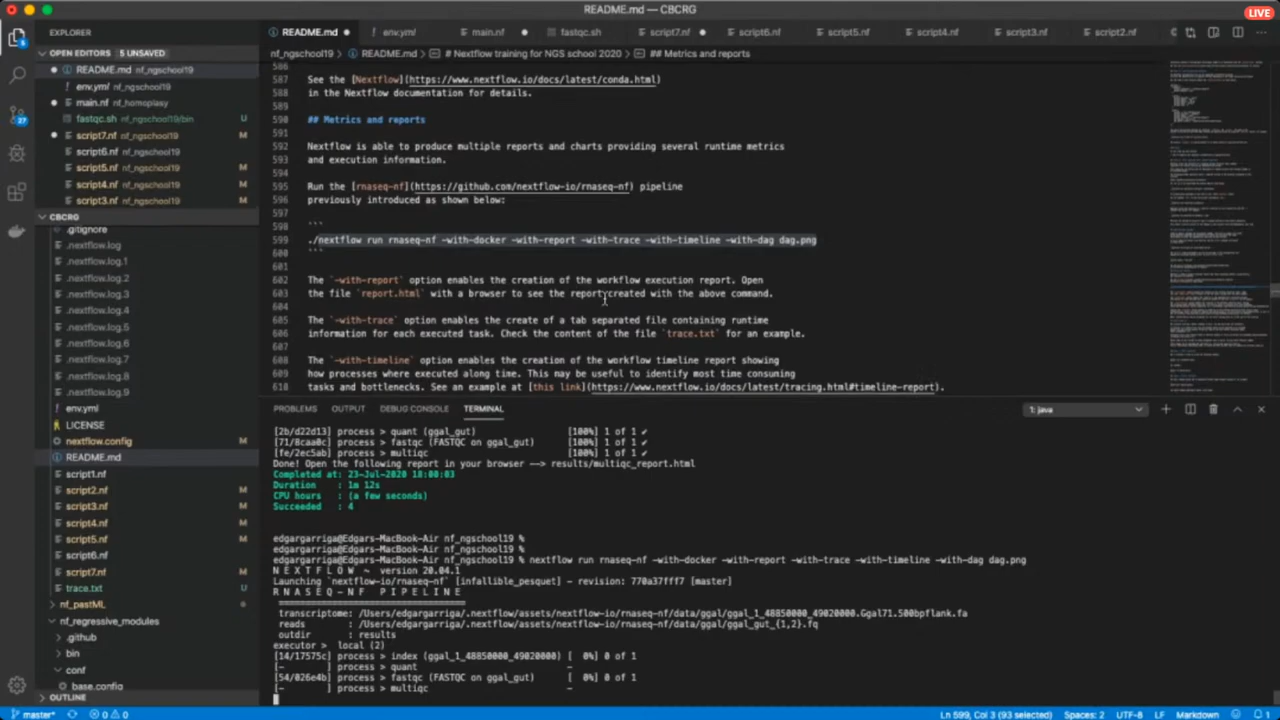 README.md — CBCRG
LIVE
EXPLORER
OPEN EDITORS 5 UNSAVED
README.md nf_ngschool19
env.yml nf_ngschool19
main.nf nf_homoplasy
fastqc.sh nf_ngschool19/bin U
script7.nf nf_ngschool19
script6.nf nf_ngschool19
script5.nf nf_ngschool19
script4.nf nf_ngschool19
script3.nf nf_ngschool19
CBCRG
.gitignore
.nextflow.log
.nextflow.log.1
.nextflow.log.2
.nextflow.log.3
.nextflow.log.4
.nextflow.log.5
.nextflow.log.6
.nextflow.log.7
.nextflow.log.8
.nextflow.log.9
env.yml
LICENSE
nextflow.config M
README.md
script1.nf
script2.nf M
script3.nf M
script4.nf M
script5.nf M
script6.nf
script7.nf M
trace.txt U
nf_pastML
nf_regressive_modules
.github
bin
conf
base.config
OUTLINE
README.md env.yml main.nf fastqc.sh script7.nf script6.nf script5.nf script4.nf script3.nf script2.nf
nf_ngschool19 > README.md > # Nextflow training for NGS school 2020 > ## Metrics and reports
586
587 See the [Nextflow](https://www.nextflow.io/docs/latest/conda.html)
588 in the Nextflow documentation for details.
589
590 ## Metrics and reports
591
592 Nextflow is able to produce multiple reports and charts providing several runtime metrics
593 and execution information.
594
595 Run the [rnaseq-nf](https://github.com/nextflow-io/rnaseq-nf) pipeline
596 previously introduced as shown below:
597
598 ```
599 ./nextflow run rnaseq-nf -with-docker -with-report -with-trace -with-timeline -with-dag dag.png
600 ```
601
602 The `-with-report` option enables the creation of the workflow execution report. Open
603 the file `report.html` with a browser to see the report created with the above command.
604
605 The `-with-trace` option enables the create of a tab separated file containing runtime
606 information for each executed task. Check the content of the file `trace.txt` for an example.
607
608 The `-with-timeline` option enables the creation of the workflow timeline report showing
609 how processes where executed along time. This may be useful to identify most time consuming
610 tasks and bottlenecks. See an example at [this link](https://www.nextflow.io/docs/latest/tracing.html#timeline-report).
PROBLEMS OUTPUT DEBUG CONSOLE TERMINAL 1: java
[2b/d22d13] process > quant (ggal_gut) [100%] 1 of 1 ✔
[71/8caa0c] process > fastqc (FASTQC on ggal_gut) [100%] 1 of 1 ✔
[fe/2ec5ab] process > multiqc [100%] 1 of 1 ✔
Done! Open the following report in your browser --> results/multiqc_report.html
Completed at: 23-Jul-2020 18:00:03
Duration : 1m 12s
CPU hours : (a few seconds)
Succeeded : 4
edgargarriga@Edgars-MacBook-Air nf_ngschool19 %
edgargarriga@Edgars-MacBook-Air nf_ngschool19 %
edgargarriga@Edgars-MacBook-Air nf_ngschool19 % nextflow run rnaseq-nf -with-docker -with-report -with-trace -with-timeline -with-dag dag.png
N E X T F L O W ~ version 20.04.1
Launching `nextflow-io/rnaseq-nf` [infallible_pesquet] - revision: 770a37fff7 [master]
R N A S E Q - N F P I P E L I N E
===================================
transcriptome: /Users/edgargarriga/.nextflow/assets/nextflow-io/rnaseq-nf/data/ggal/ggal_1_48850000_49020000.Ggal71.500bpflank.fa
reads : /Users/edgargarriga/.nextflow/assets/nextflow-io/rnaseq-nf/data/ggal/ggal_gut_{1,2}.fq
outdir : results
executor > local (2)
[14/17575c] process > index (ggal_1_48850000_49020000) [ 0%] 0 of 1
[- ] process > quant -
[54/026e4b] process > fastqc (FASTQC on ggal_gut) [ 0%] 0 of 1
[- ] process > multiqc -
master* 0 0 Ln 599, Col 3 (93 selected) Spaces: 2 UTF-8 LF Markdown 1